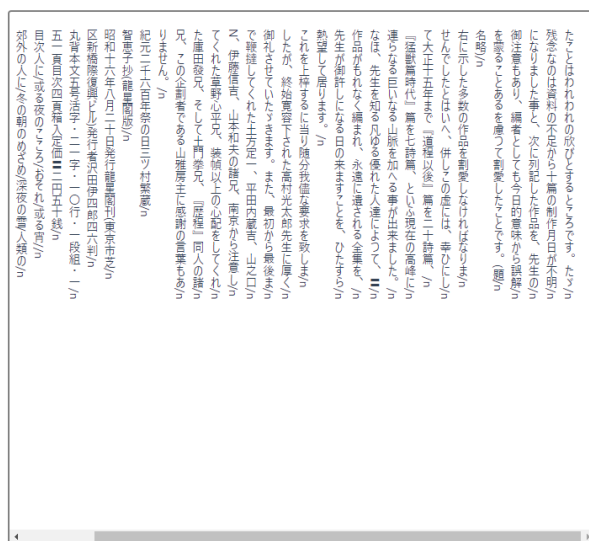 たことはわれわれの欣びとするところです。たゞ/n
残念なのは資料の不足から十篇の制作月日が不明/n
になりました事と、次に列記した作品を、先生の/n
御注意もあり、編者としても今日的意味から誤解/n
を蒙ることあるを慮つて割愛したことです。(題/n
名略)/n
右に示した多数の作品を割愛しなければなりま/n
せんでしたとはいへ、併しこの虚には、幸ひにし/n
て大正十五年まで『道程以後』篇を二十詩篇、/n
『猛獣篇時代』篇を七詩篇、といふ現在の高峰に/n
連らなる巨いなる山脈を加へる事が出来ました。/n
なほ、先生を知る凡ゆる優れた人達によつて、〓/n
作品がもれなく纏まれ、永遠に遺される全集を、/n
先生が御許しになる日の来ますことを、ひたすら/n
熱望して居ります。/n
これを上梓するに当り随分我儘な要求を致しま/n
したが、終始寛容下された高村光太郎先生に厚く/n
御礼させていたゞきます。また、最初から最後ま/n
で鞭撻してくれた土方定一、平田内蔵吉、山之口/n
N、伊藤信吉、山本和夫の諸兄、南京から注意し/n
てくれた草野心平兄、装幀以上の心配をしてくれ/n
た庫田叕兄、そして土門拳兄、『歴程』同人の諸/n
兄、この企劃者である山雅房主に感謝の言葉もあ/n
りません。/n
紀元二千六百年祭の日三ツ村繁蔵/n
智恵子抄(龍星閣版)/n
昭和十六年八月二十日発行龍星閣刊(東京市芝/n
区新橋際復興ビル)発行者沢田伊四郎四六判/n
丸背本文五号活字・二一字・一〇行・一段組・一/n
五一頁目次四頁箱入定価〓二円五十銭/n
目次人に/或る夜のこころ/おそれ/或る宵/n
郊外の人に/冬の朝のめざめ/深夜の雪/人類の/n